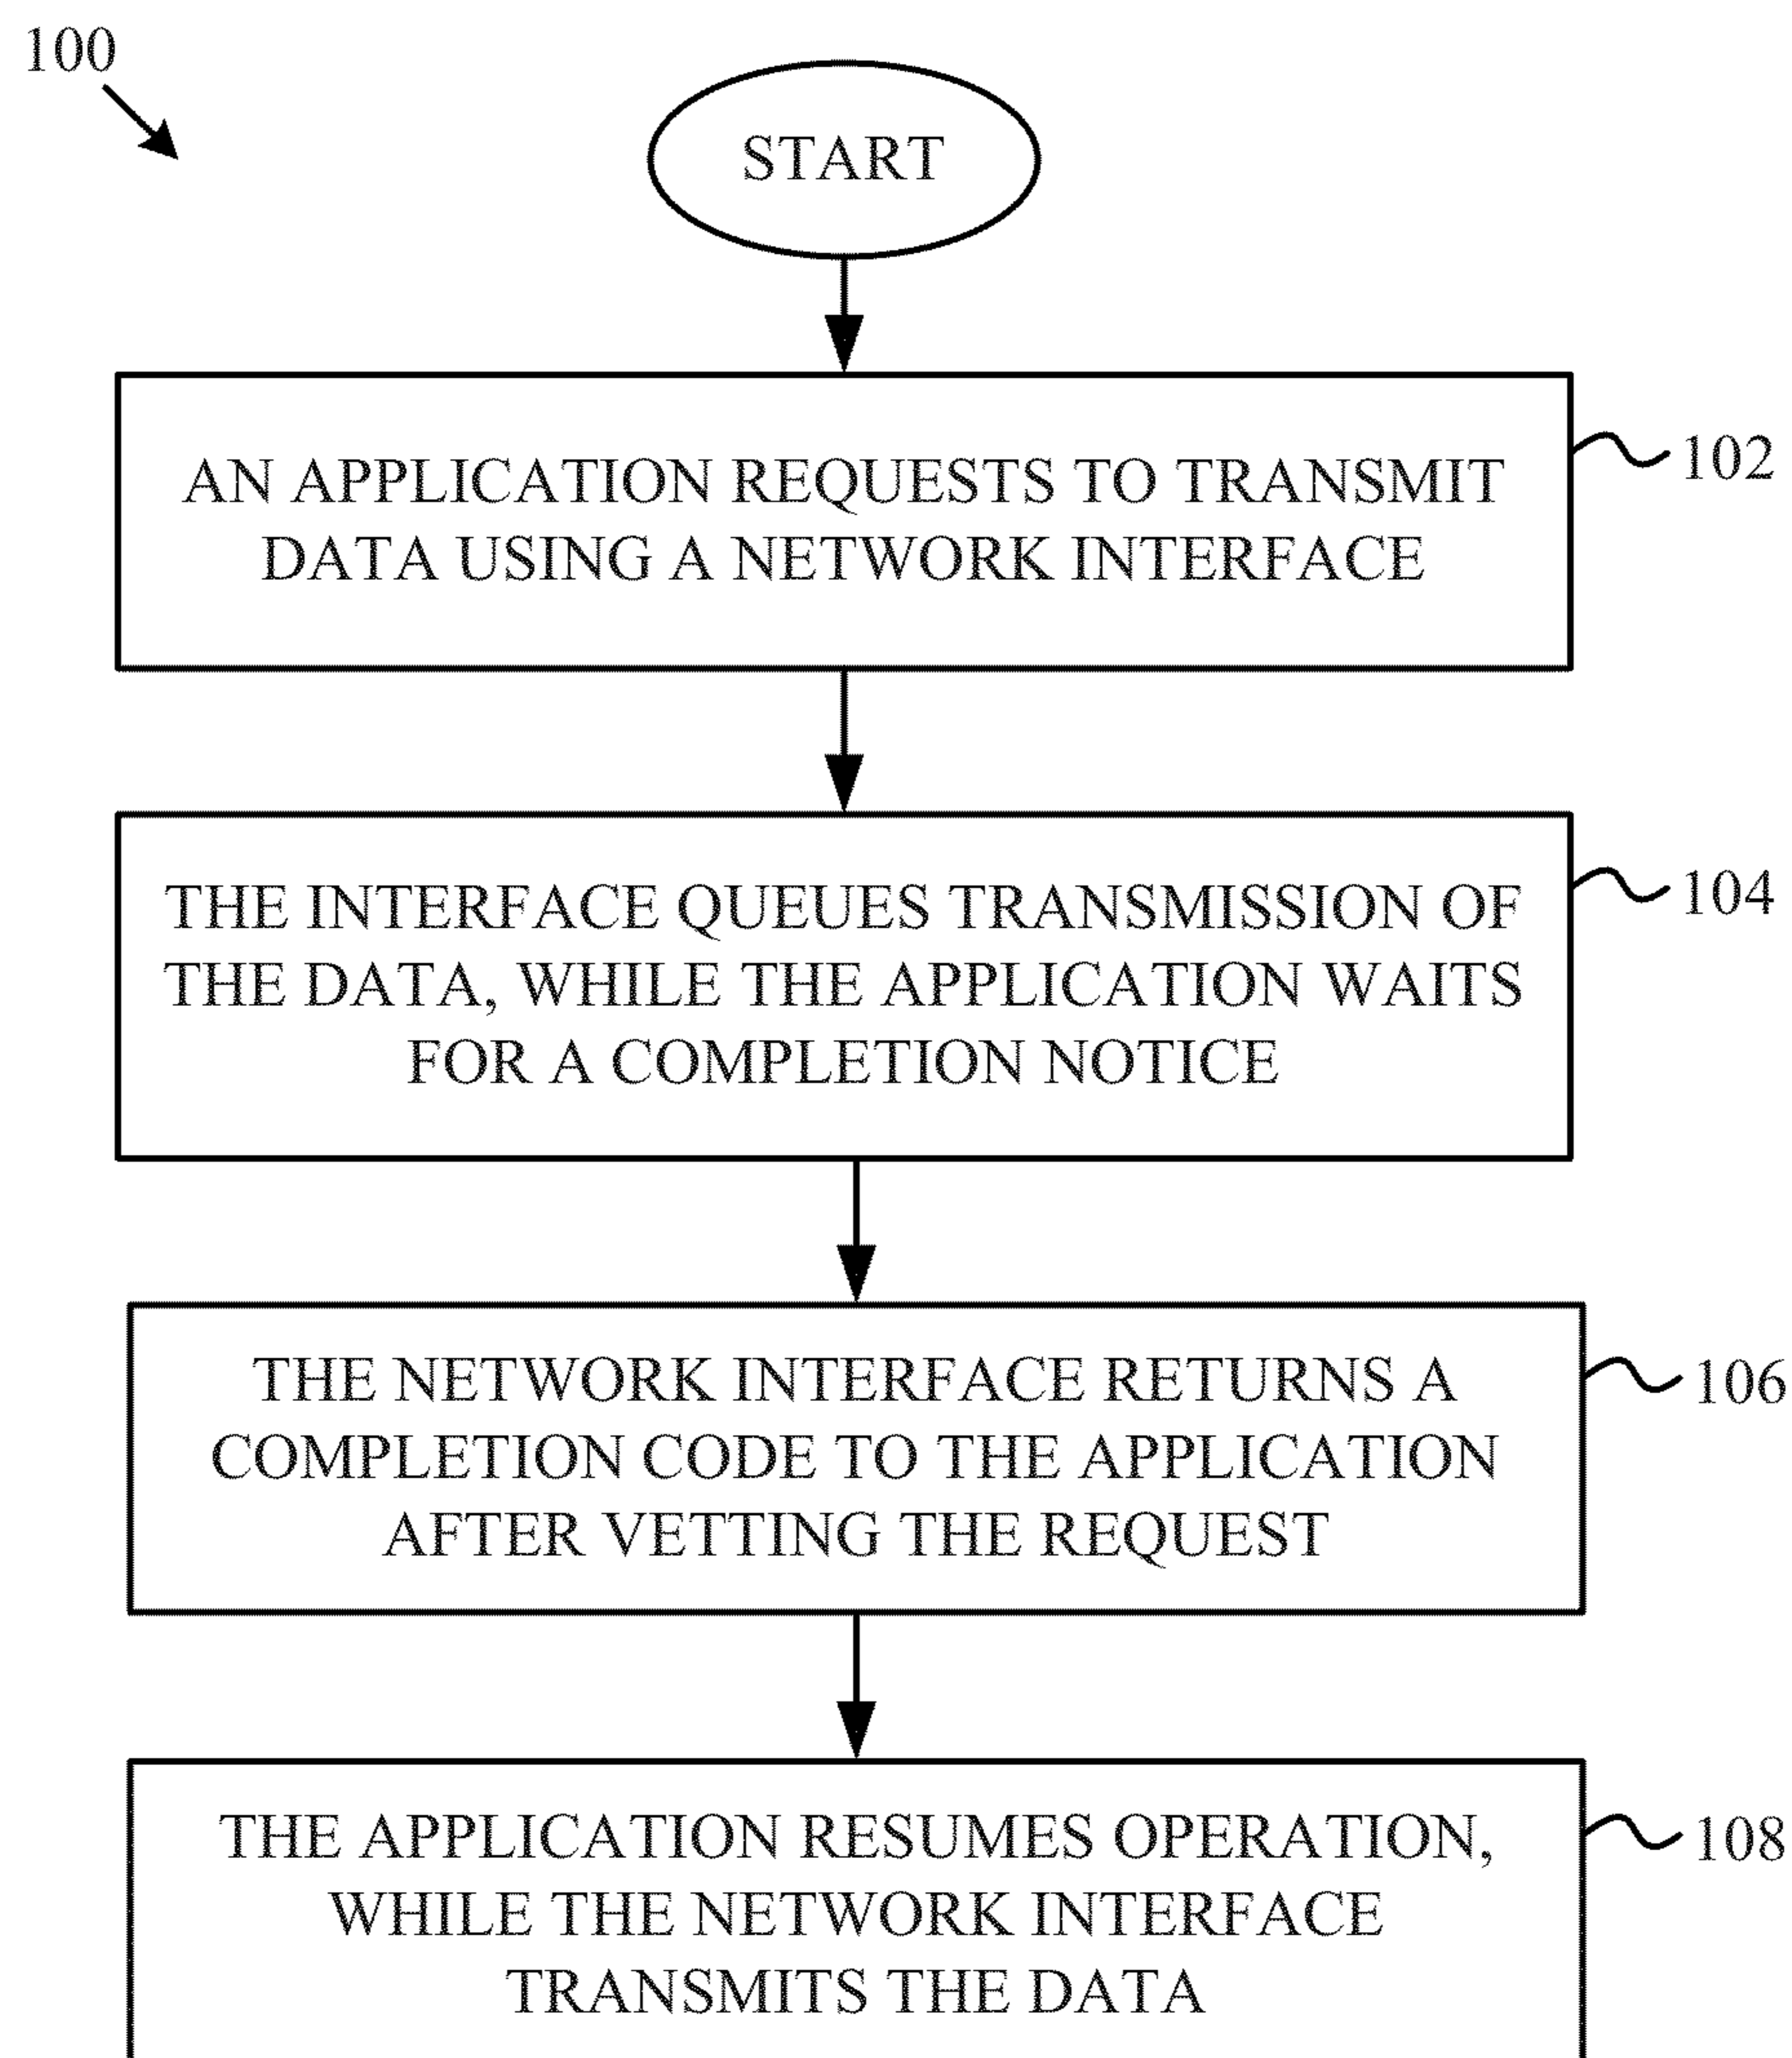 100
START
AN APPLICATION REQUESTS TO TRANSMIT
DATA USING A NETWORK INTERFACE
102
THE INTERFACE QUEUES TRANSMISSION OF
THE DATA, WHILE THE APPLICATION WAITS
FOR A COMPLETION NOTICE
104
THE NETWORK INTERFACE RETURNS A
COMPLETION CODE TO THE APPLICATION
AFTER VETTING THE REQUEST
106
THE APPLICATION RESUMES OPERATION,
WHILE THE NETWORK INTERFACE
TRANSMITS THE DATA
108